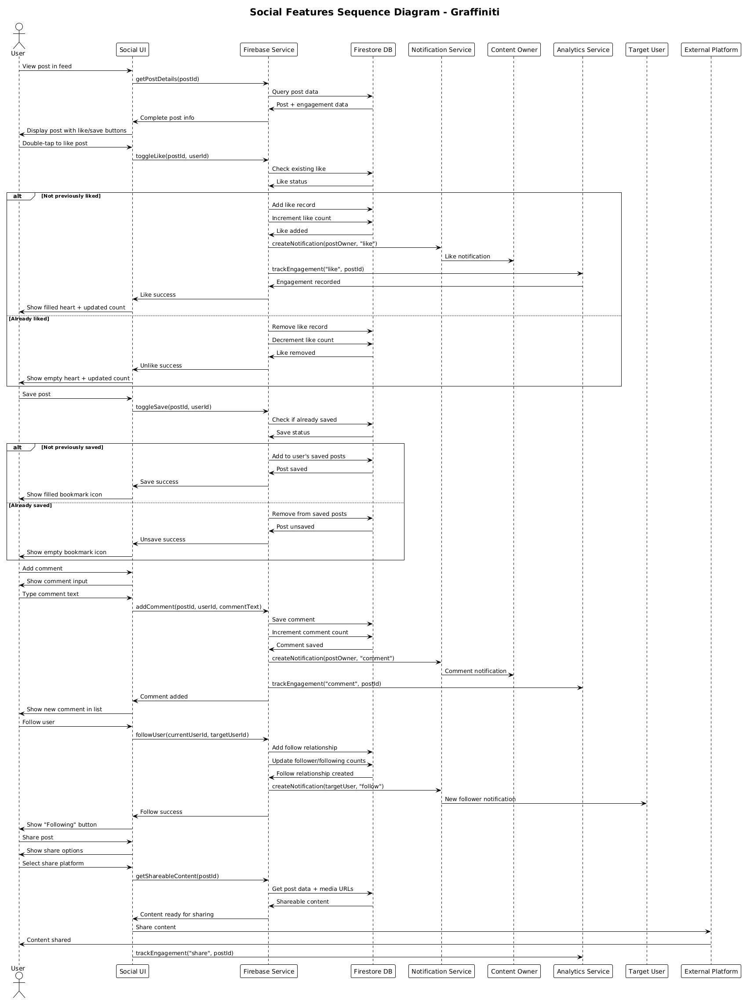 Social Features Sequence Diagram - Graffiniti
User
Social UI
Firebase Service
Firestore DB
Notification Service
Content Owner
Analytics Service
Target User
External Platform
View post in feed
getPostDetails(postId)
Query post data
Post + engagement data
Complete post info
Display post with like/save buttons
Double-tap to like post
toggleLike(postId, userId)
Check existing like
Like status
alt [Not previously liked]
Add like record
Increment like count
Like added
createNotification(postOwner, "like")
Like notification
trackEngagement("like", postId)
Engagement recorded
Like success
Show filled heart + updated count
[Already liked]
Remove like record
Decrement like count
Like removed
Unlike success
Show empty heart + updated count
Save post
toggleSave(postId, userId)
Check if already saved
Save status
alt [Not previously saved]
Add to user's saved posts
Post saved
Save success
Show filled bookmark icon
[Already saved]
Remove from saved posts
Post unsaved
Unsave success
Show empty bookmark icon
Add comment
Show comment input
Type comment text
addComment(postId, userId, commentText)
Save comment
Increment comment count
Comment saved
createNotification(postOwner, "comment")
Comment notification
trackEngagement("comment", postId)
Comment added
Show new comment in list
Follow user
followUser(currentUserId, targetUserId)
Add follow relationship
Update follower/following counts
Follow relationship created
createNotification(targetUser, "follow")
New follower notification
Follow success
Show "Following" button
Share post
Show share options
Select share platform
getShareableContent(postId)
Get post data + media URLs
Shareable content
Content ready for sharing
Share content
Content shared
trackEngagement("share", postId)
User
Social UI
Firebase Service
Firestore DB
Notification Service
Content Owner
Analytics Service
Target User
External Platform